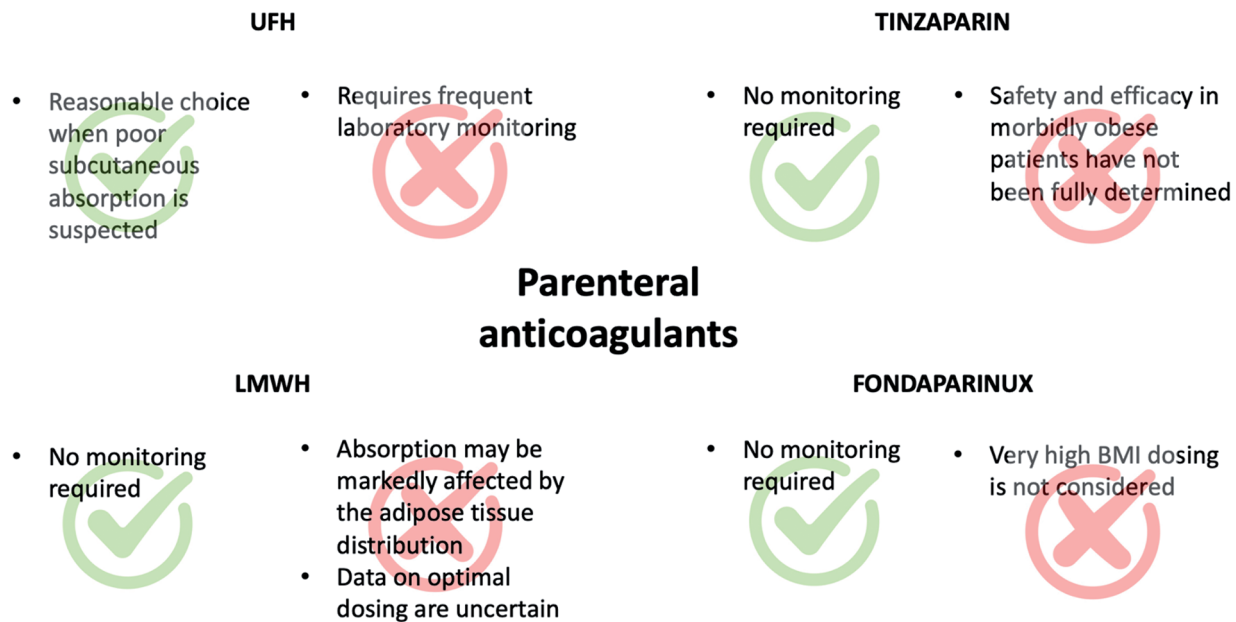 UFH
• Reasonable choice
when poor
subcutaneous
absorption is
suspected
• Requires frequent
laboratory monitoring
TINZAPARIN
• No monitoring
required
• Safety and efficacy in
morbidly obese
patients have not
been fully determined
Parenteral
anticoagulants
LMWH
• No monitoring
required
• Absorption may be
markedly affected by
the adipose tissue
distribution
• Data on optimal
dosing are uncertain
FONDAPARINUX
• No monitoring
required
• Very high BMI dosing
is not considered